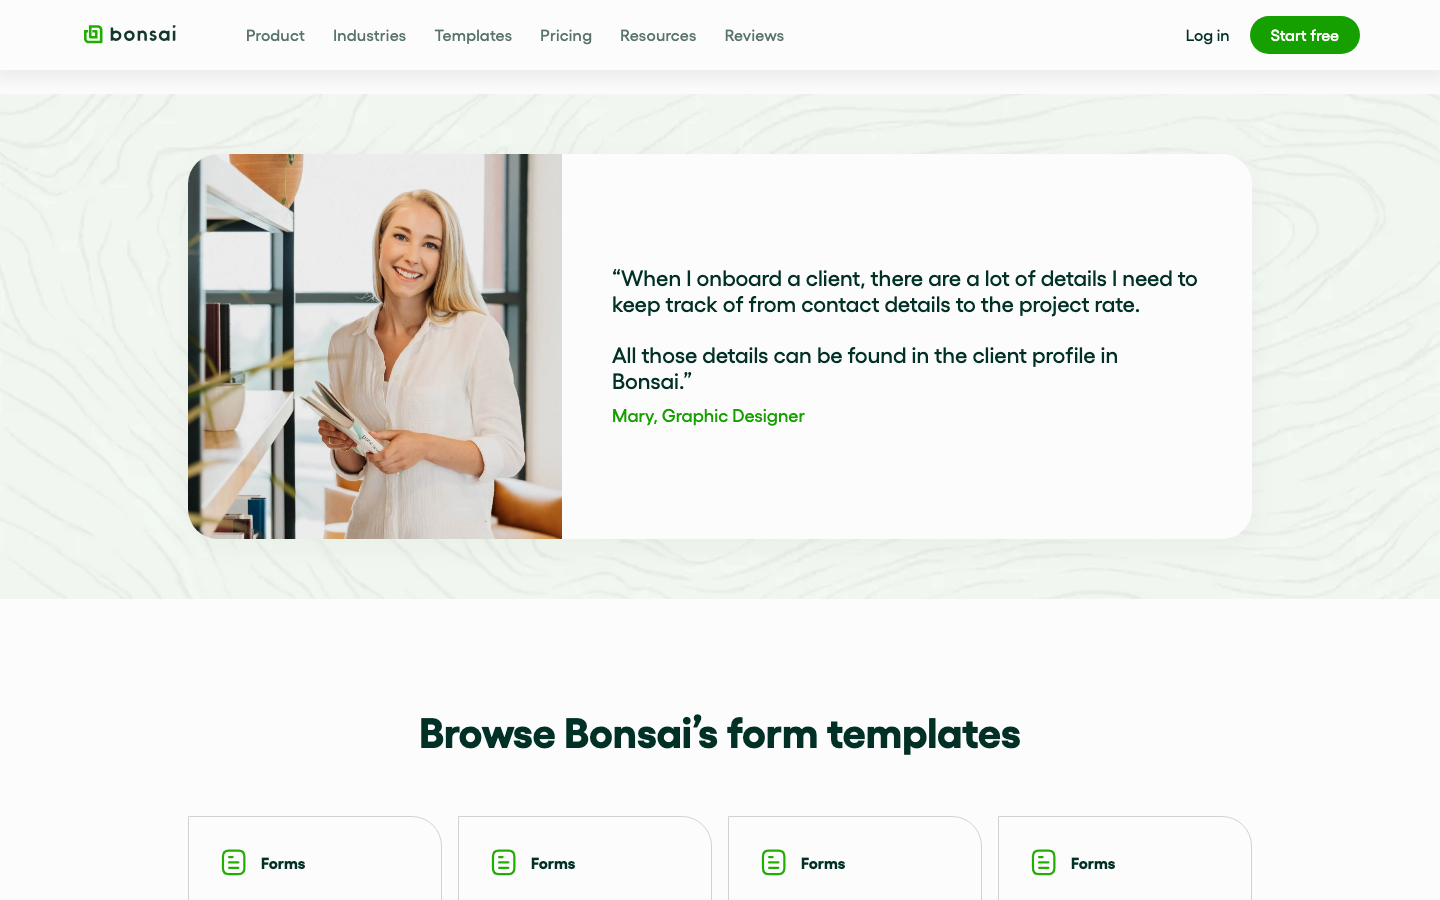 bonsai
Product
Industries
Templates
Pricing
Resources
Reviews
Log in
Start free
“When I onboard a client, there are a lot of details I need to
keep track of from contact details to the project rate.
All those details can be found in the client profile in
Bonsai.”
Mary, Graphic Designer
Browse Bonsai’s form templates
Forms
Forms
Forms
Forms